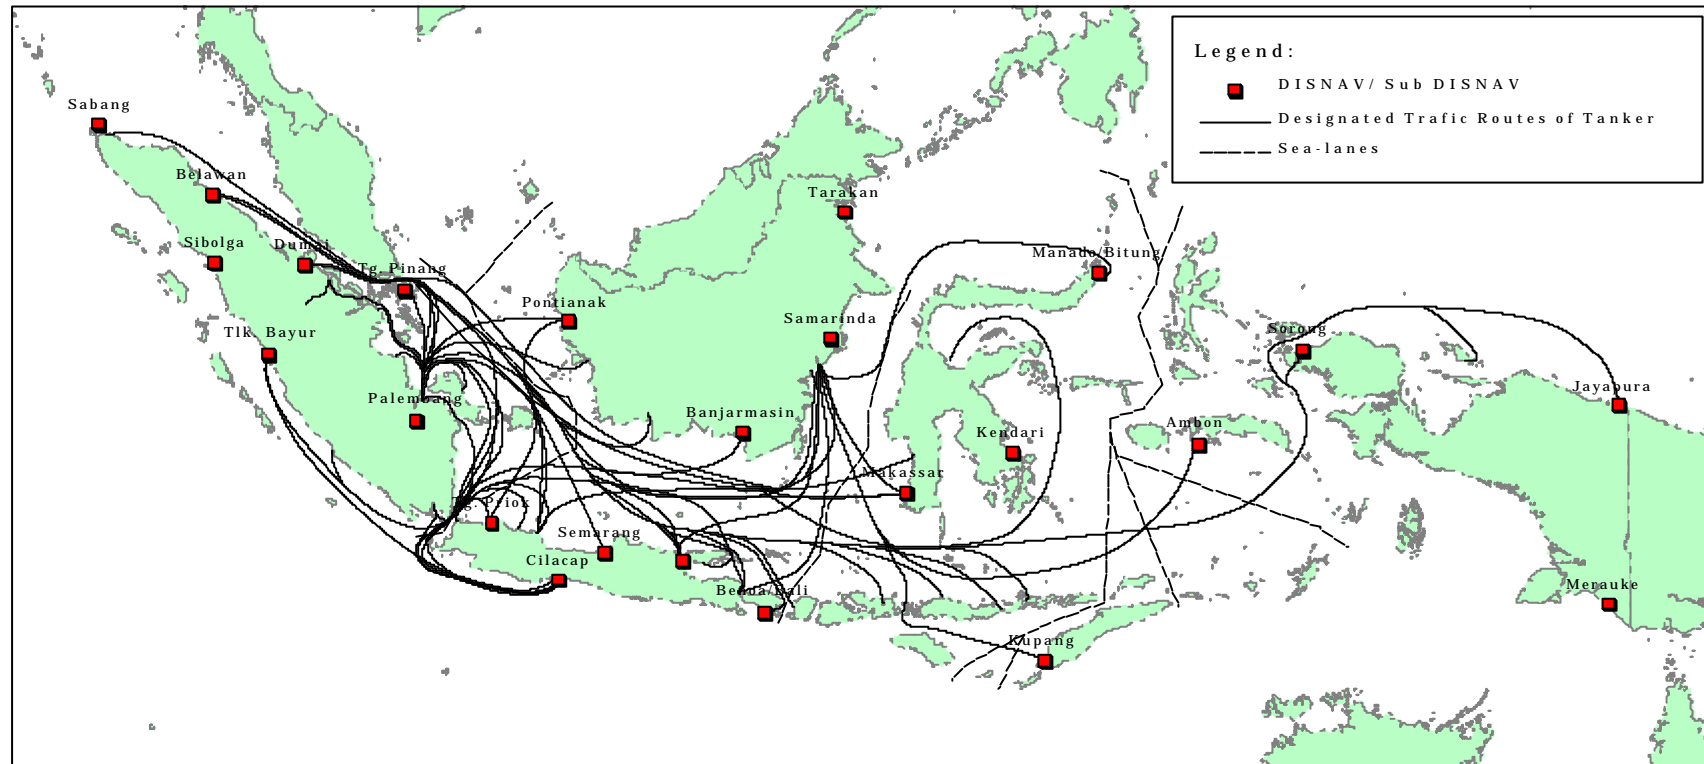 Legend:
DISNAV/ Sub DISNAV
Designated Trafic Routes of Tanker
Sea-lanes
Sabang
Belawan
Tarakan
Sibolga
Dumai
Manado/Bitung
Tg. Pinang
Pontianak
Samarinda
Tlk. Bayur
Sorong
Jayapura
Palembang
Banjarmasin
Ambon
Kendari
Makassar
Priok
Semarang
Cilacap
Benoa/Bali
Merauke
Kupang